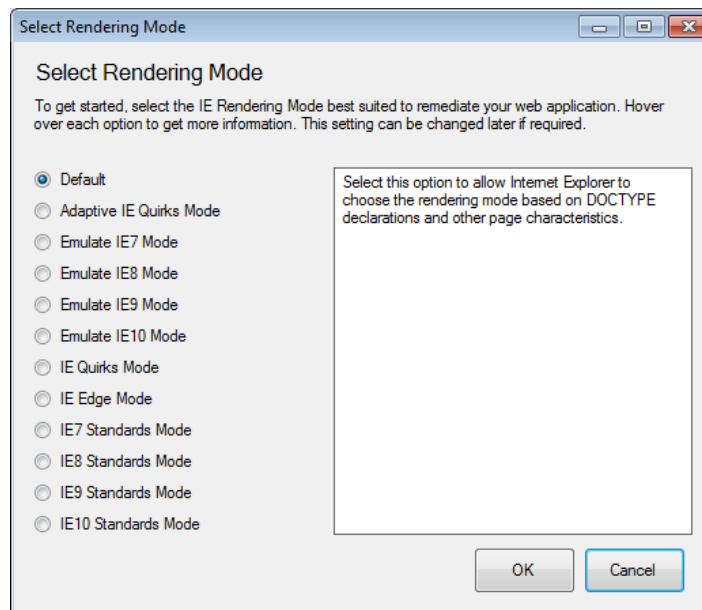 Select Rendering Mode
Select Rendering Mode
To get started, select the IE Rendering Mode best suited to remediate your web application. Hover
over each option to get more information. This setting can be changed later if required.
Default
Adaptive IE Quirks Mode
Emulate IE7 Mode
Emulate IE8 Mode
Emulate IE9 Mode
Emulate IE10 Mode
IE Quirks Mode
IE Edge Mode
IE7 Standards Mode
IE8 Standards Mode
IE9 Standards Mode
IE10 Standards Mode
Select this option to allow Internet Explorer to
choose the rendering mode based on DOCTYPE
declarations and other page characteristics.
OK
Cancel